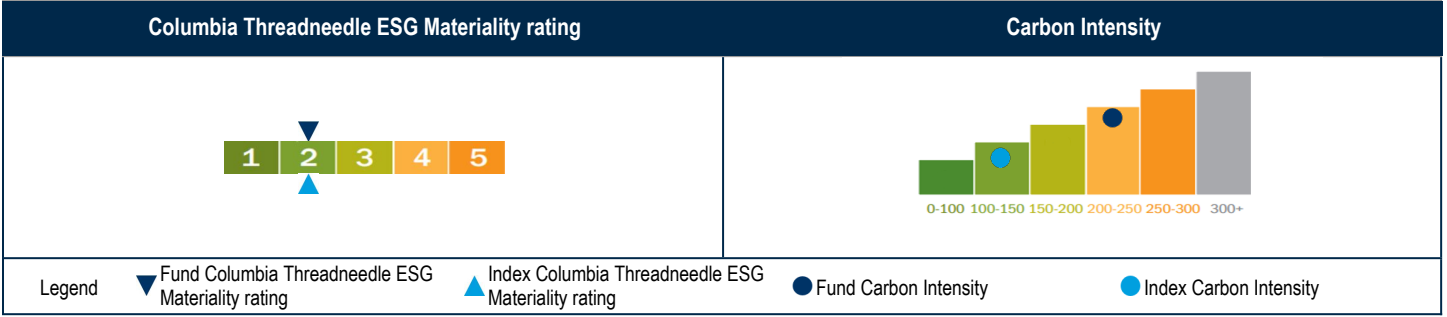 Columbia Threadneedle ESG Materiality rating
Carbon Intensity
1 2 3 4 5
0-100 100-150 150-200 200-250 250-300 300+
Legend
Fund Columbia Threadneedle ESG
Materiality rating
Index Columbia Threadneedle ESG
Materiality rating
Fund Carbon Intensity
Index Carbon Intensity